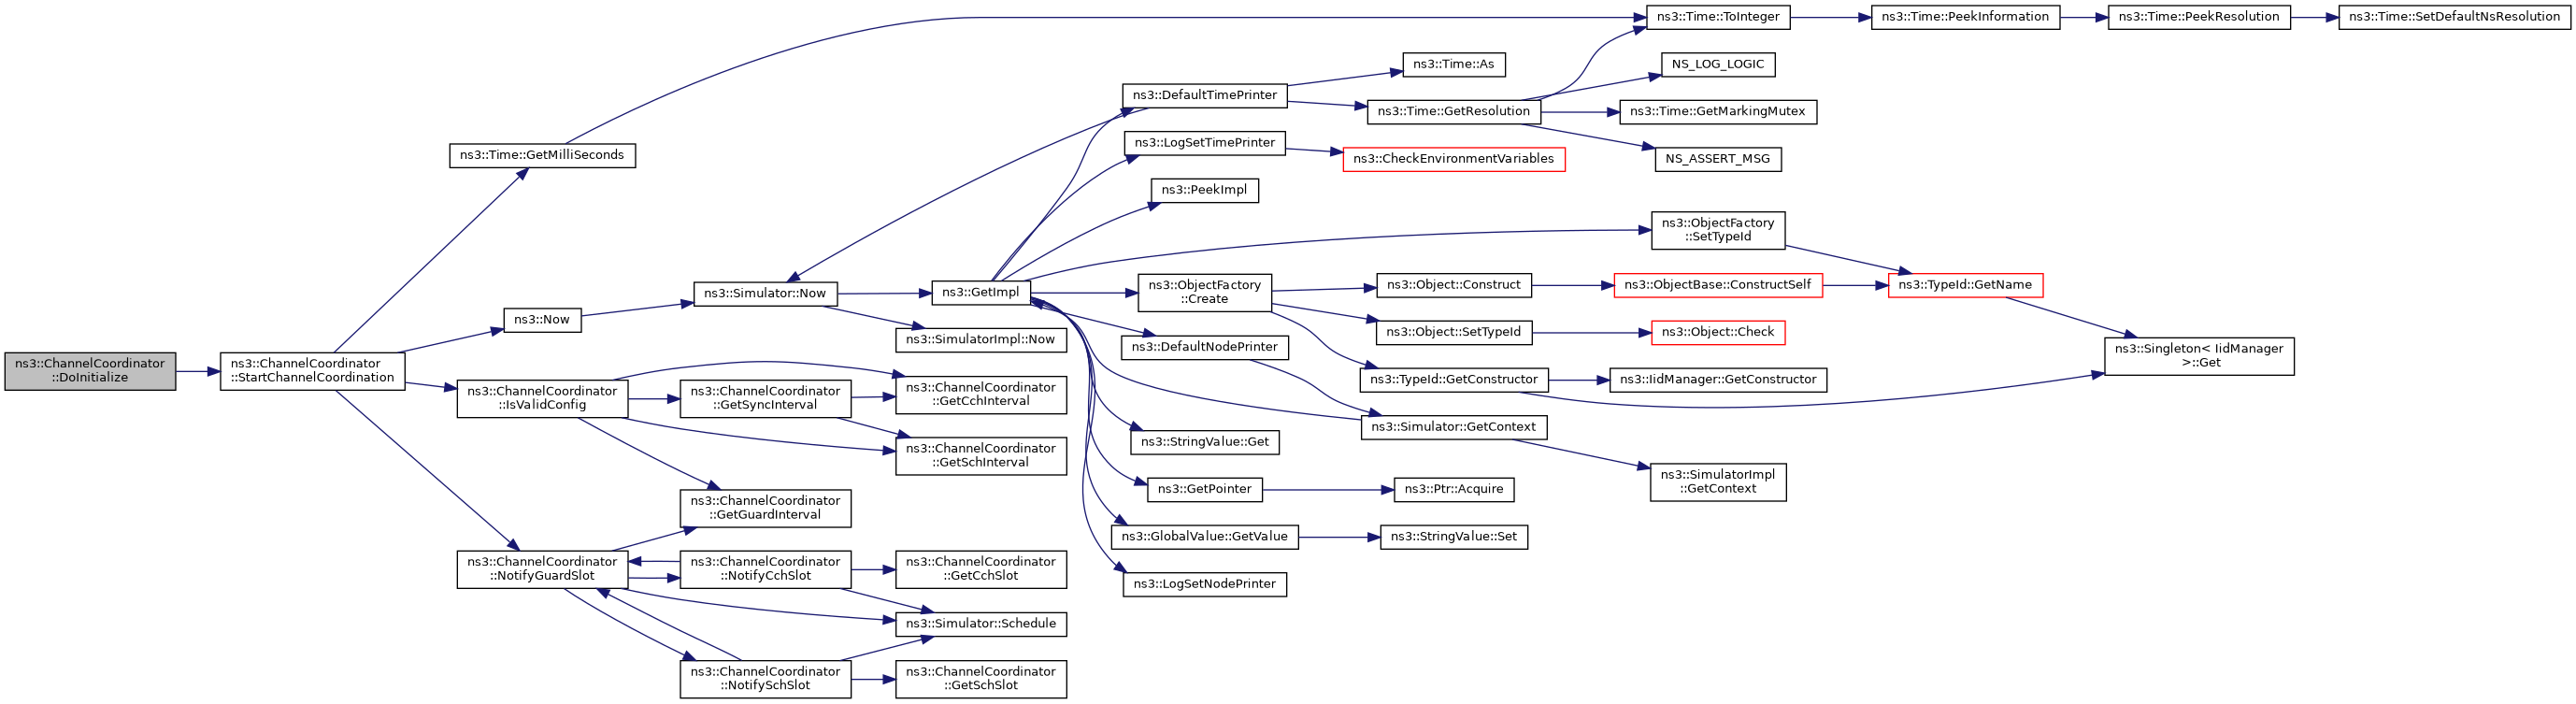 ns3::ChannelCoordinator
::DoInitialize
ns3::ChannelCoordinator
::StartChannelCoordination
ns3::Time::GetMilliSeconds
ns3::Now
ns3::ChannelCoordinator
::IsValidConfig
ns3::ChannelCoordinator
::NotifyGuardSlot
ns3::Simulator::Now
ns3::ChannelCoordinator
::GetSyncInterval
ns3::ChannelCoordinator
::GetGuardInterval
ns3::ChannelCoordinator
::NotifyCchSlot
ns3::ChannelCoordinator
::NotifySchSlot
ns3::GetImpl
ns3::SimulatorImpl::Now
ns3::ChannelCoordinator
::GetCchInterval
ns3::ChannelCoordinator
::GetSchInterval
ns3::ChannelCoordinator
::GetCchSlot
ns3::Simulator::Schedule
ns3::ChannelCoordinator
::GetSchSlot
ns3::DefaultTimePrinter
ns3::LogSetTimePrinter
ns3::PeekImpl
ns3::ObjectFactory
::Create
ns3::DefaultNodePrinter
ns3::StringValue::Get
ns3::GetPointer
ns3::GlobalValue::GetValue
ns3::LogSetNodePrinter
ns3::Time::As
ns3::Time::GetResolution
ns3::CheckEnvironmentVariables
ns3::Object::Construct
ns3::Object::SetTypeId
ns3::TypeId::GetConstructor
ns3::Simulator::GetContext
ns3::Ptr::Acquire
ns3::StringValue::Set
ns3::Time::ToInteger
NS_LOG_LOGIC
ns3::Time::GetMarkingMutex
NS_ASSERT_MSG
ns3::ObjectFactory
::SetTypeId
ns3::ObjectBase::ConstructSelf
ns3::Object::Check
ns3::IidManager::GetConstructor
ns3::SimulatorImpl
::GetContext
ns3::Time::PeekInformation
ns3::TypeId::GetName
ns3::Time::PeekResolution
ns3::Singleton< IidManager
>::Get
ns3::Time::SetDefaultNsResolution